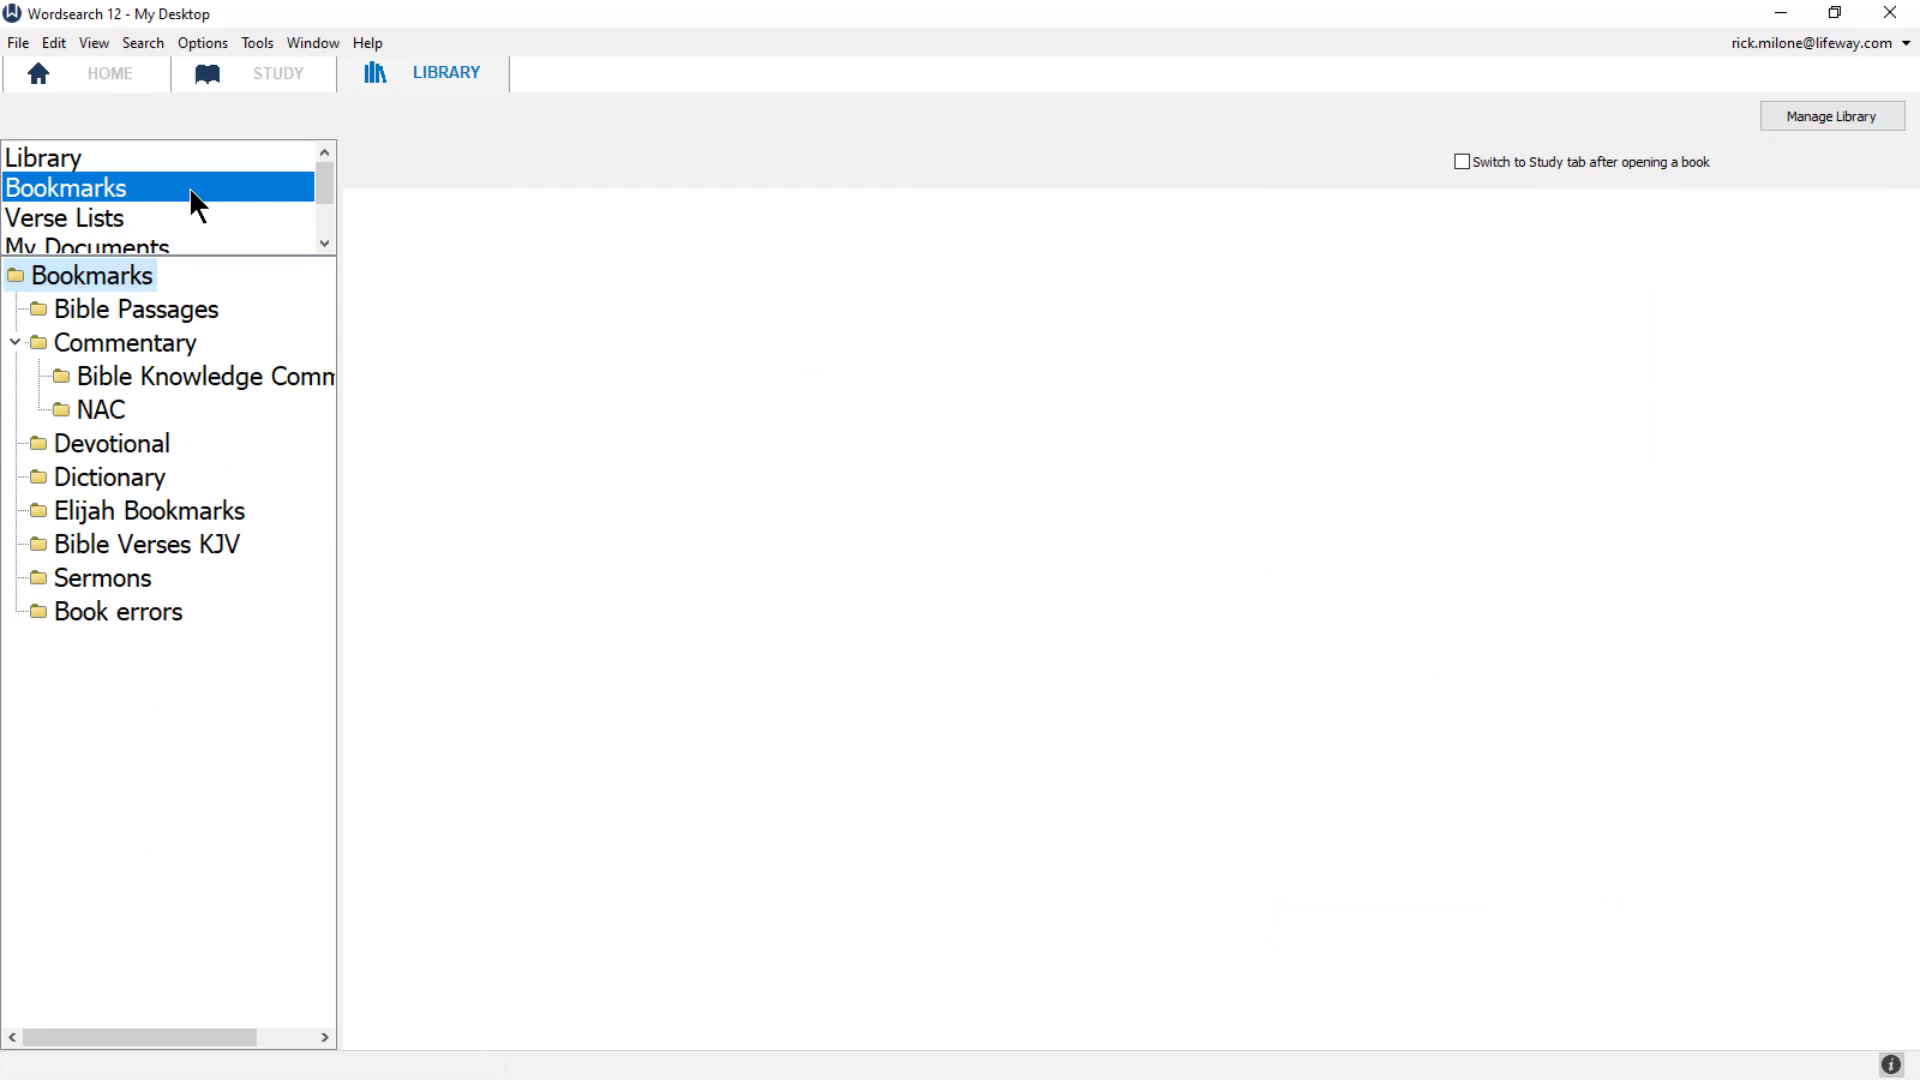 Wordsearch 12 - My Desktop
File Edit View Search Options Tools Window Help
rick.milone@lifeway.com
HOME
STUDY
LIBRARY
Manage Library
Switch to Study tab after opening a book
Library
Bookmarks
Verse Lists
My Documents
Bookmarks
Bible Passages
Commentary
Bible Knowledge Comm
NAC
Devotional
Dictionary
Elijah Bookmarks
Bible Verses KJV
Sermons
Book errors